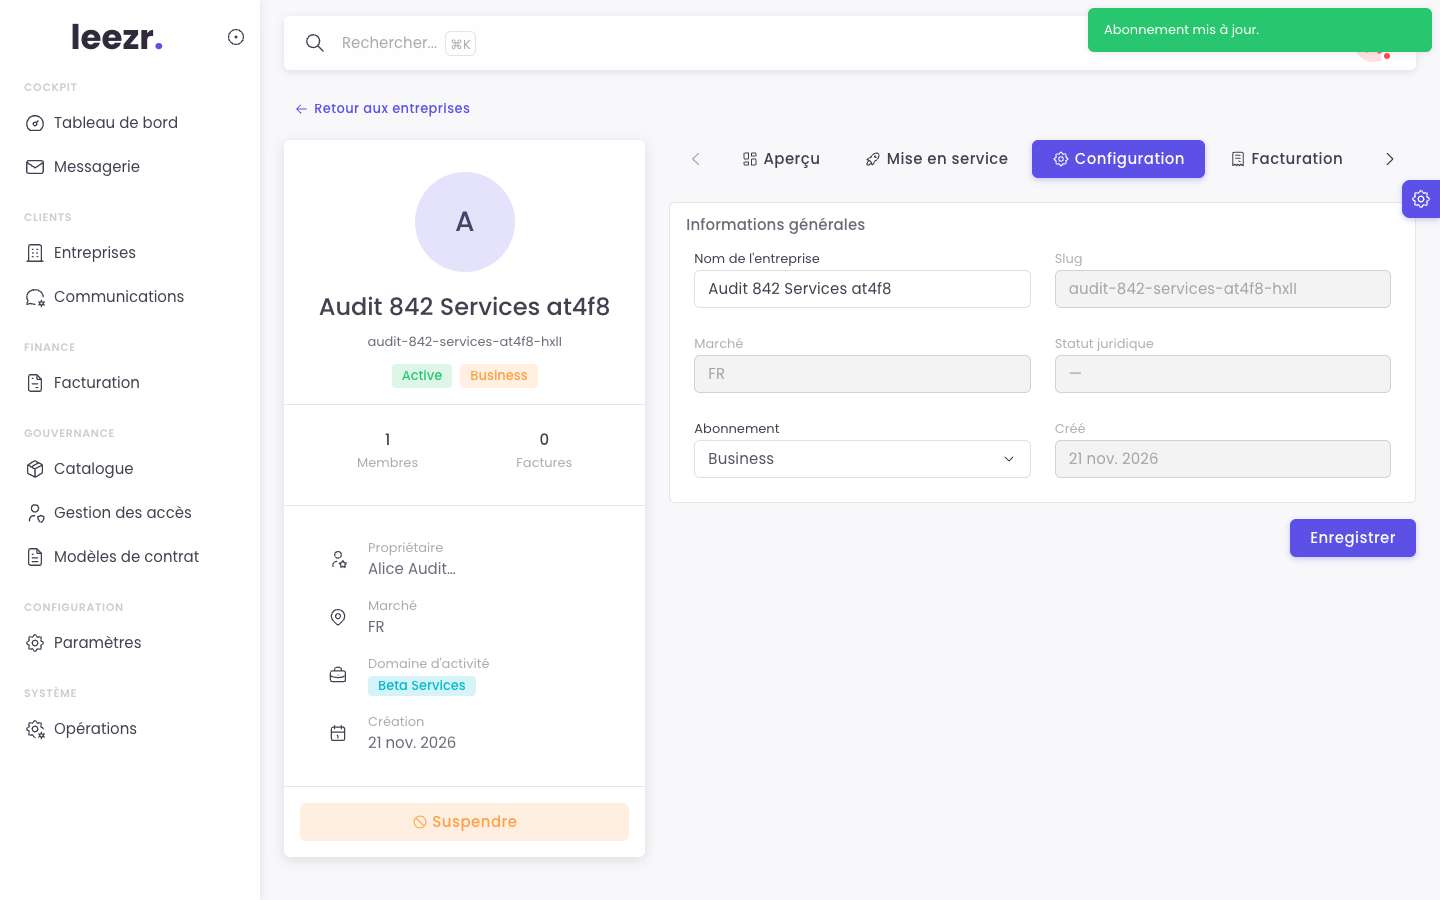 leezr.
COCKPIT
Tableau de bord
Messagerie
CLIENTS
Entreprises
Communications
FINANCE
Facturation
GOUVERNANCE
Catalogue
Gestion des accès
Modèles de contrat
CONFIGURATION
Paramètres
SYSTÈME
Opérations
Rechercher... ⌘K
Abonnement mis à jour.
← Retour aux entreprises
A
Audit 842 Services at4f8
audit-842-services-at4f8-hxll
Active Business
1 0
Membres Factures
Propriétaire
Alice Audit...
Marché
FR
Domaine d'activité
Beta Services
Création
21 nov. 2026
Suspendre
Aperçu Mise en service Configuration Facturation
Informations générales
Nom de l'entreprise Slug
Audit 842 Services at4f8 audit-842-services-at4f8-hxll
Marché Statut juridique
FR —
Abonnement Créé
Business 21 nov. 2026
Enregistrer